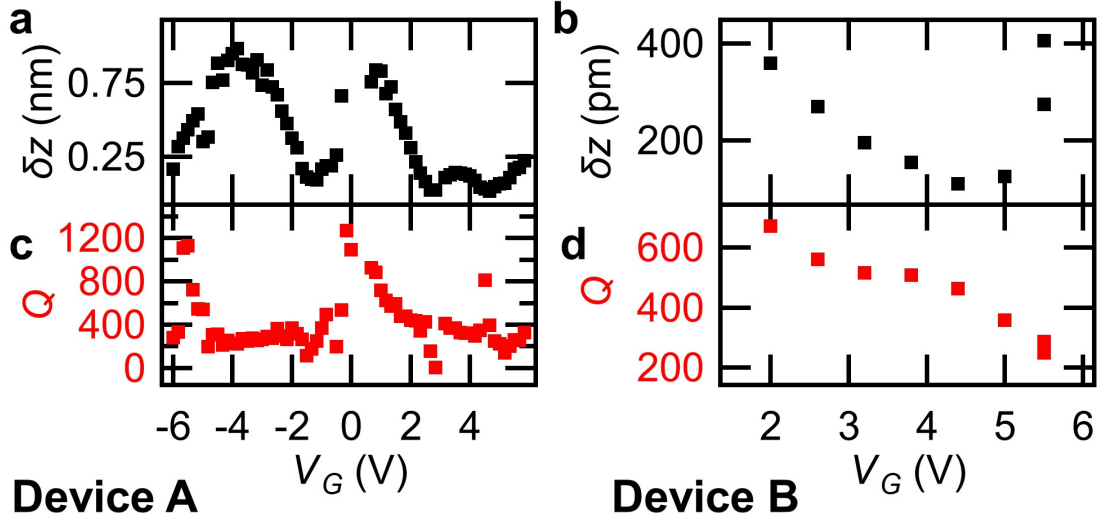 a
δz (nm)
0.75
0.25
b
δz (pm)
400
200
c
Q
1200
800
400
0
-6 -4 -2 0 2 4
V_G (V)
Device A
d
Q
600
400
200
2 3 4 5 6
V_G (V)
Device B